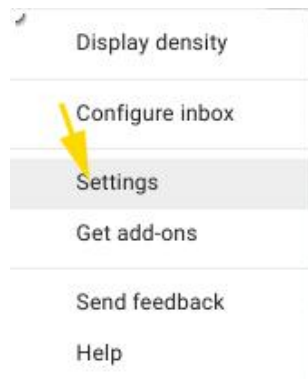 Display density
Configure inbox
Settings
Get add-ons
Send feedback
Help